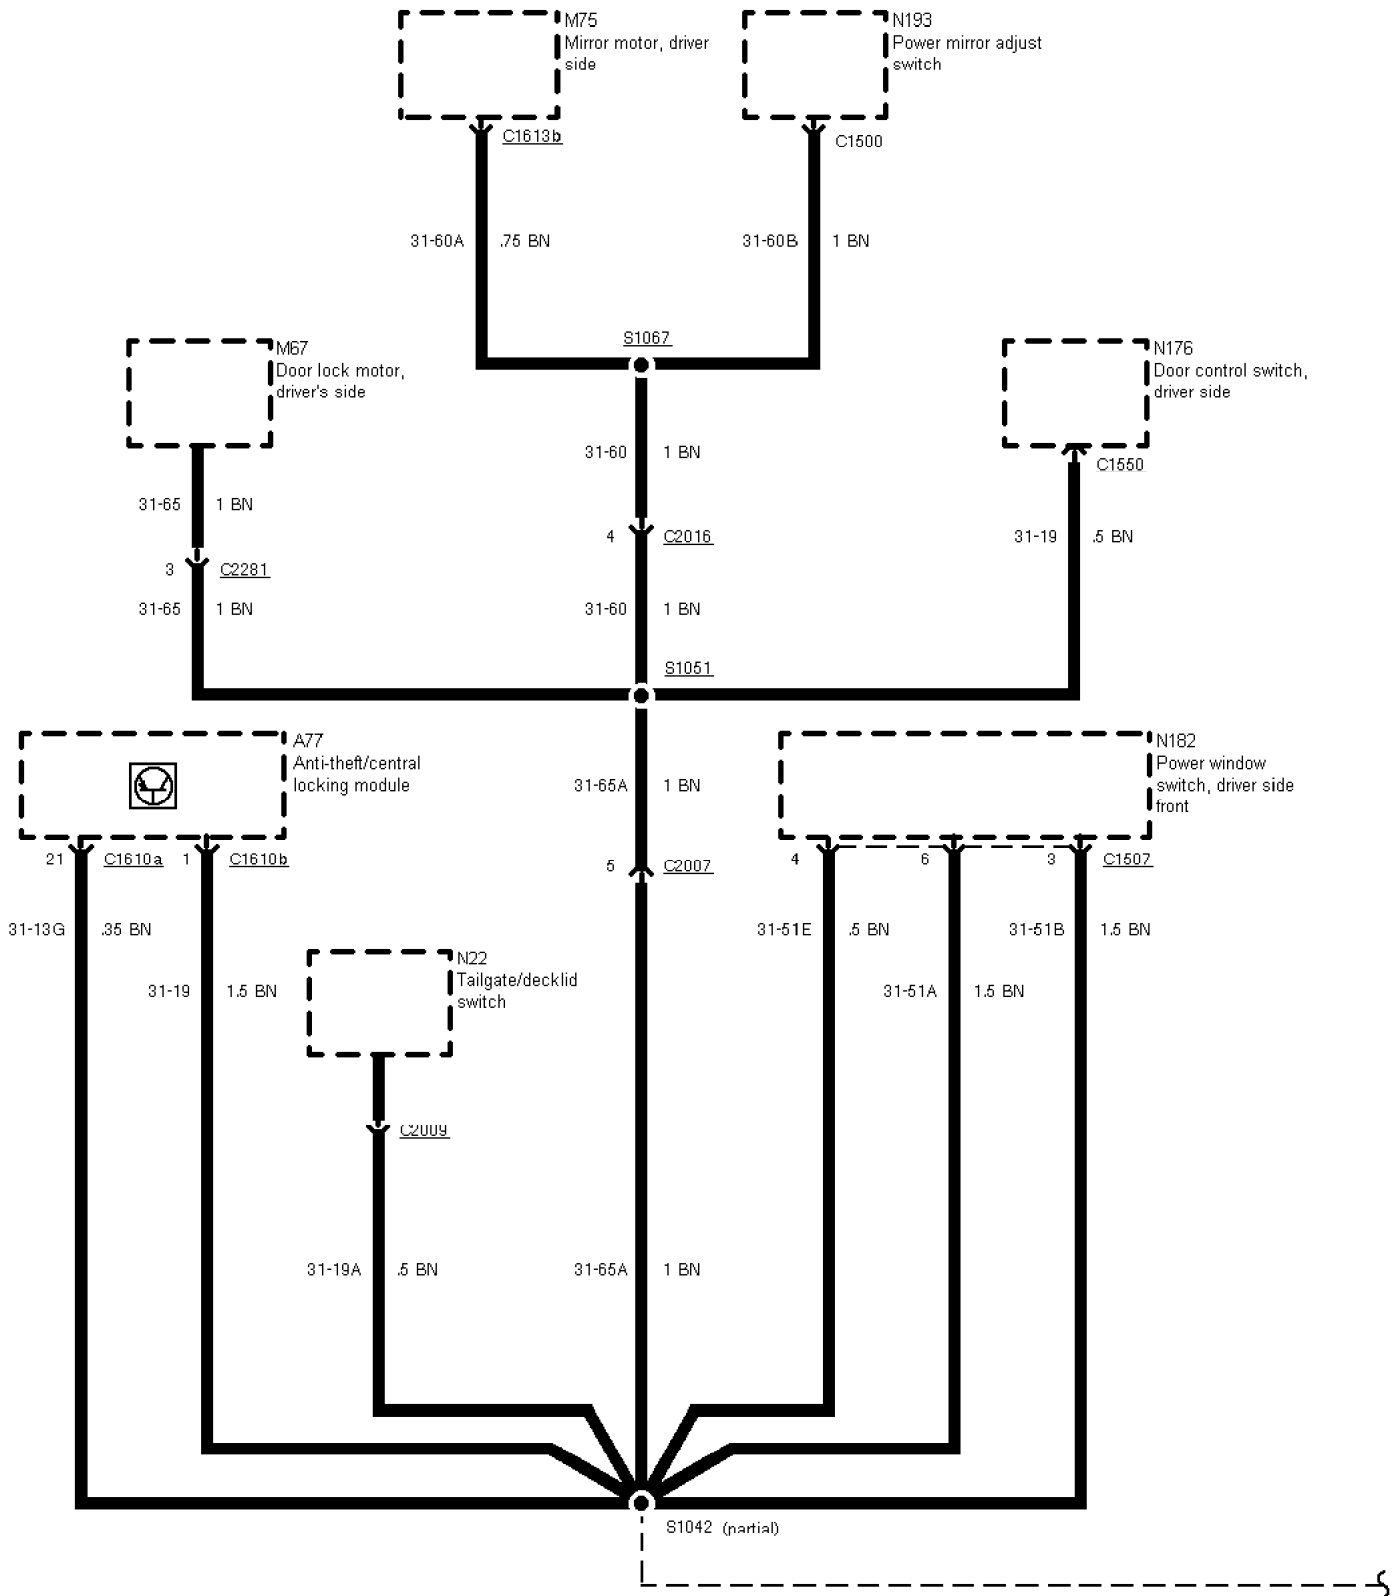 M75
Mirror motor, driver
side
N193
Power mirror adjust
switch
C1613b
C1500
31-60A
.75 BN
31-60B
1 BN
S1067
M67
Door lock motor,
driver's side
N176
Door control switch,
driver side
31-60
1 BN
C1550
31-65
1 BN
4
C2016
31-19
.5 BN
3
C2281
31-65
1 BN
31-60
1 BN
S1051
A77
Anti-theft/central
locking module
31-65A
1 BN
N182
Power window
switch, driver side
front
21
C1610a
1
C1610b
5
C2007
4
6
3
C1507
31-13G
.35 BN
31-51E
.5 BN
31-51B
1.5 BN
N22
Tailgate/decklid
switch
31-19
1.5 BN
31-51A
1.5 BN
C2009
31-19A
.5 BN
31-65A
1 BN
S1042 (partial)